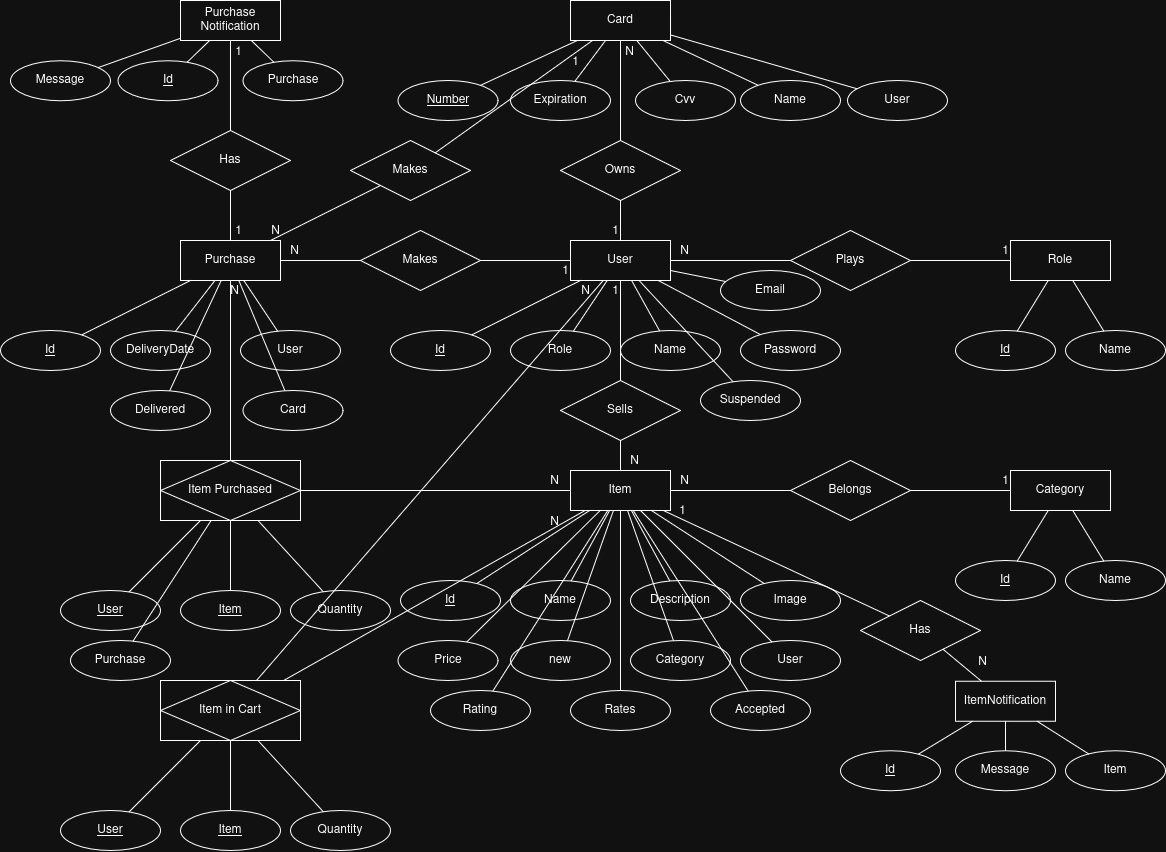 Purchase
Notification
Card
1
1
N
Message
Id
Purchase
Number
Expiration
Cvv
Name
User
Has
Makes
Owns
1
N
1
N
Purchase
Makes
1
User
N
Plays
1
Role
Email
N
N
1
Id
DeliveryDate
User
Id
Role
Name
Password
Id
Name
Delivered
Card
Suspended
Sells
N
Item Purchased
N
Item
N
Belongs
1
Category
N
1
Id
Name
User
Item
Quantity
Id
Name
Description
Image
Has
Purchase
Price
new
Category
User
N
Item in Cart
Rating
Rates
Accepted
ItemNotification
Id
Message
Item
User
Item
Quantity